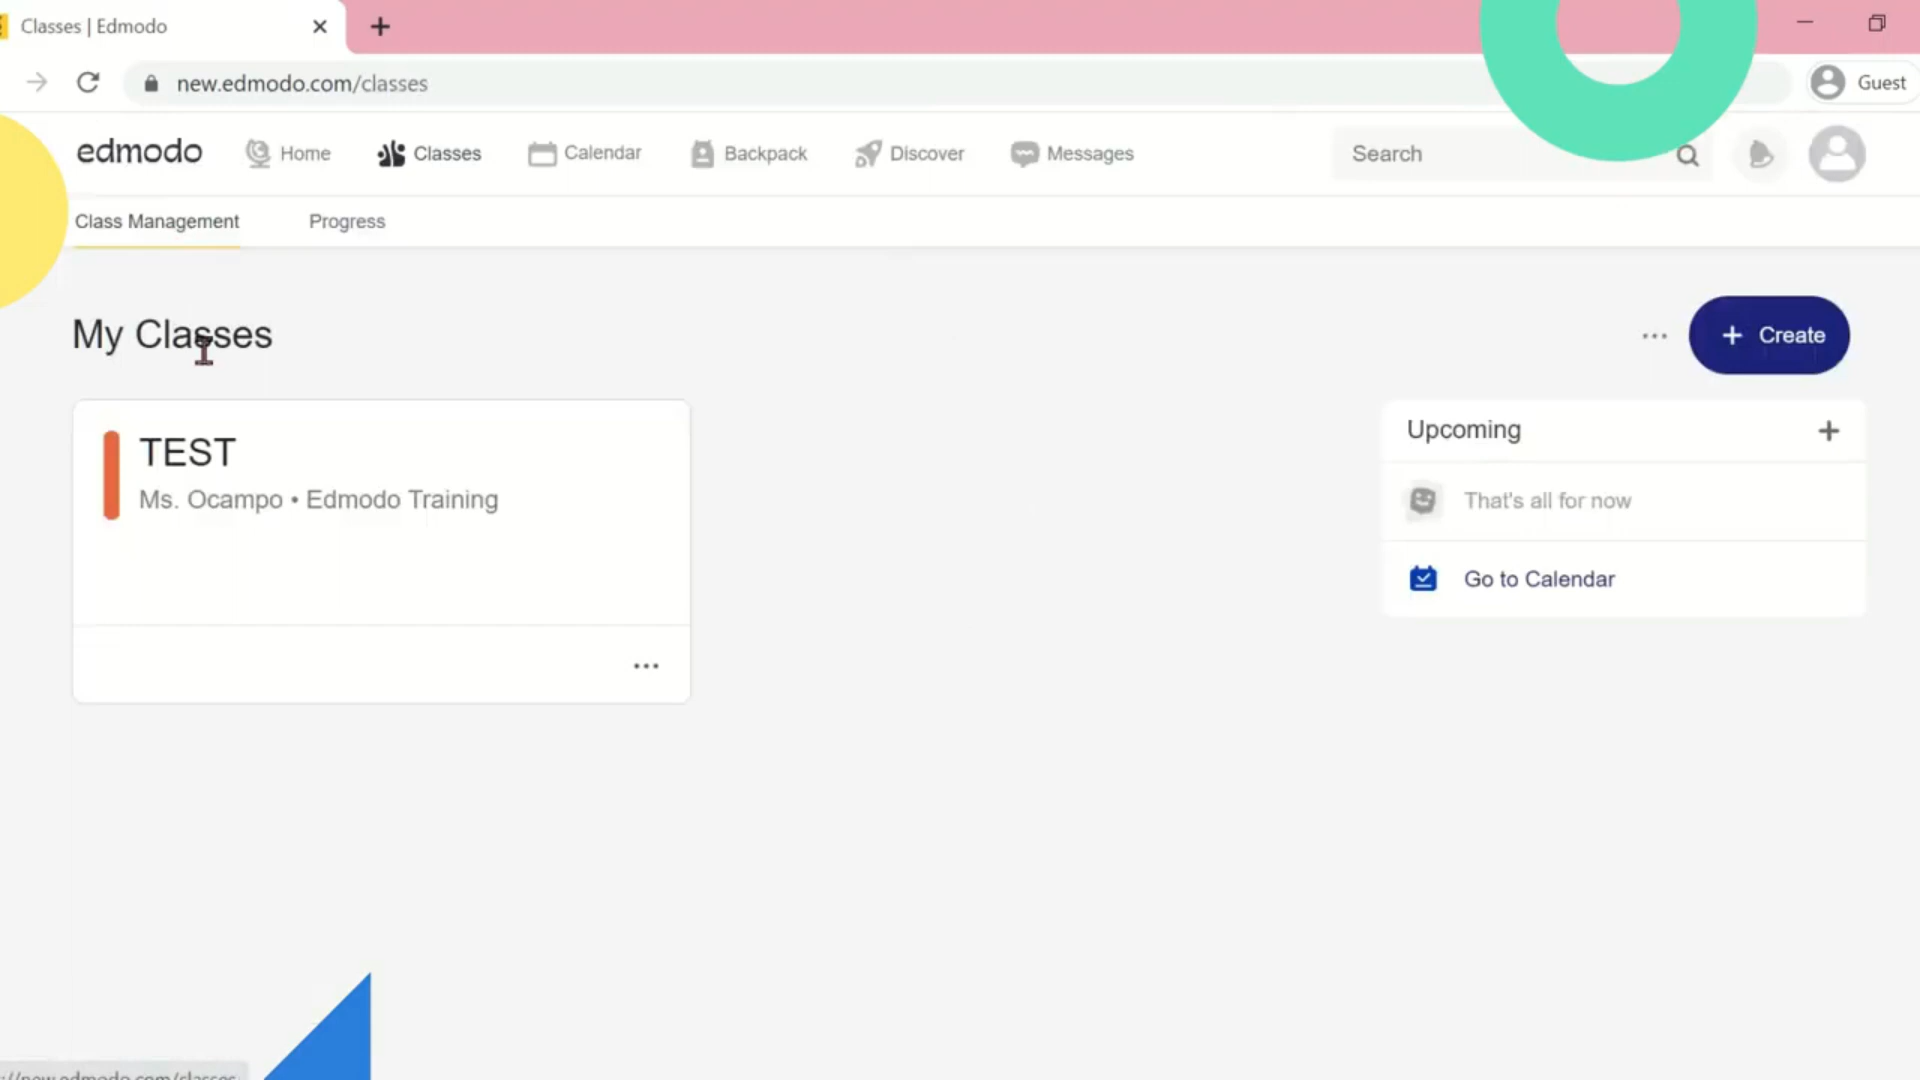 Classes | Edmodo
new.edmodo.com/classes
Guest
edmodo Home Classes Calendar Backpack Discover Messages Search
Class Management Progress
My Classes
+ Create
TEST
Ms. Ocampo • Edmodo Training
Upcoming +
That's all for now
Go to Calendar
://new.edmodo.com/classes